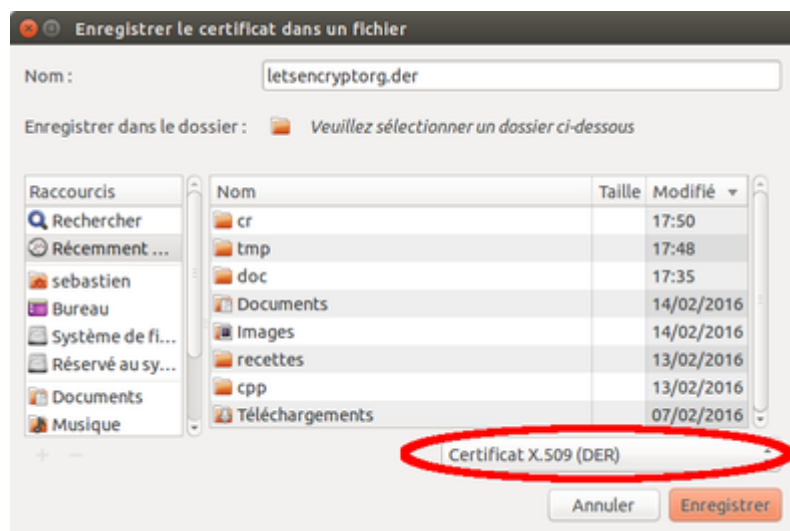 Enregistrer le certificat dans un fichier
Nom : letsencryptorg.der
Enregistrer dans le dossier : Veuillez sélectionner un dossier ci-dessous
Raccourcis Nom Taille Modifié
Rechercher cr 17:50
Récemment ... tmp 17:48
sebastien doc 17:35
Bureau Documents 14/02/2016
Système de fi... Images 14/02/2016
Réservé au sy... recettes 13/02/2016
Documents cpp 13/02/2016
Musique Téléchargements 07/02/2016
Certificat X.509 (DER)
Annuler Enregistrer